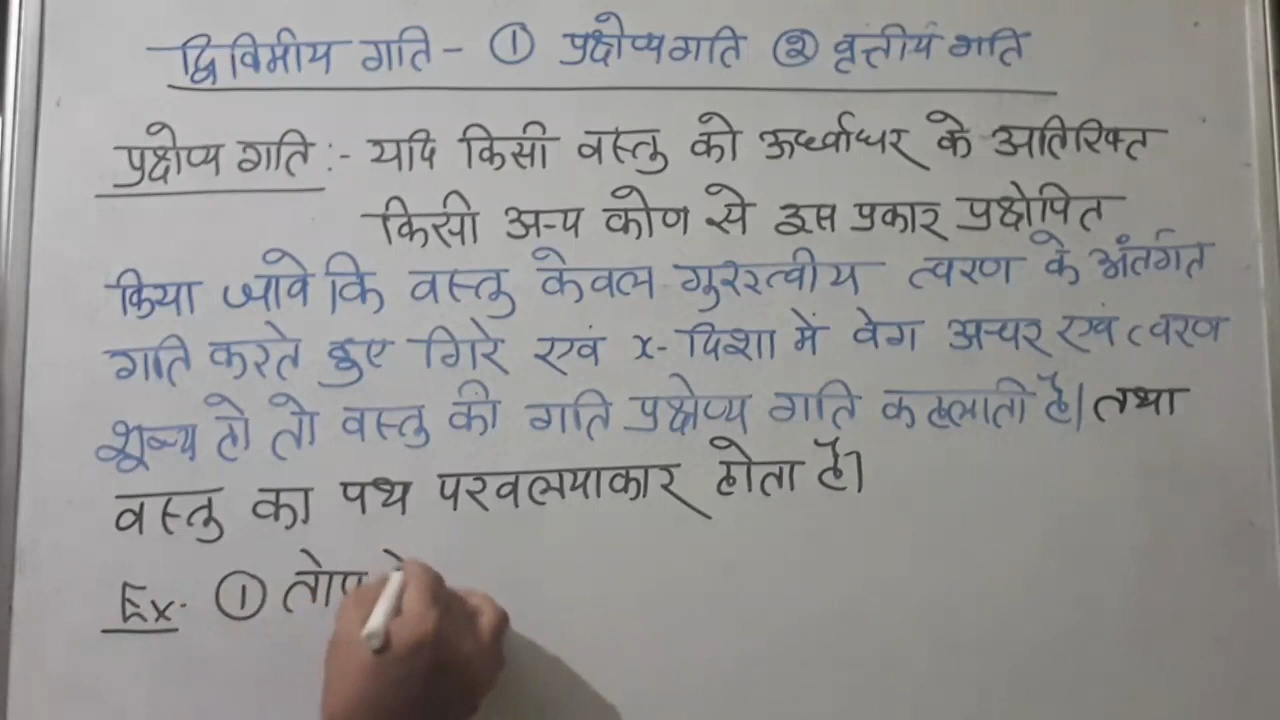 द्विविमीय गति - ① प्रक्षेप्य गति ② वृत्तीय गति
प्रक्षेप्य गति :- यदि किसी वस्तु को ऊर्ध्वाधर के अतिरिक्त
किसी अन्य कोण से इस प्रकार प्रक्षेपित
किया जावे कि वस्तु केवल गुरुत्वीय त्वरण के अंतर्गत
गति करते हुए गिरे एवं x- दिशा में वेग अचर एवं त्वरण
शून्य हो तो वस्तु की गति प्रक्षेप्य गति कहलाती है। तथा
वस्तु का पथ परवलयाकार होता है।
Ex. ① तोप